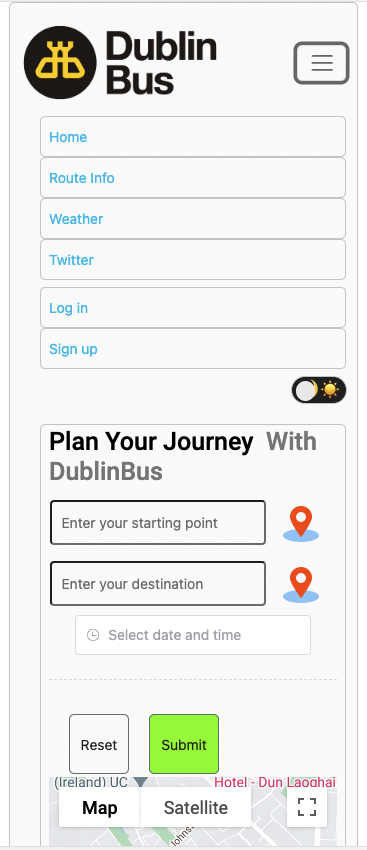 Dublin
Bus
Home
Route Info
Weather
Twitter
Log in
Sign up
Plan Your Journey With
DublinBus
Enter your starting point
Enter your destination
Select date and time
Reset
Submit
(Ireland) UC
Hotel - Dun Laoghai
Map
Satellite